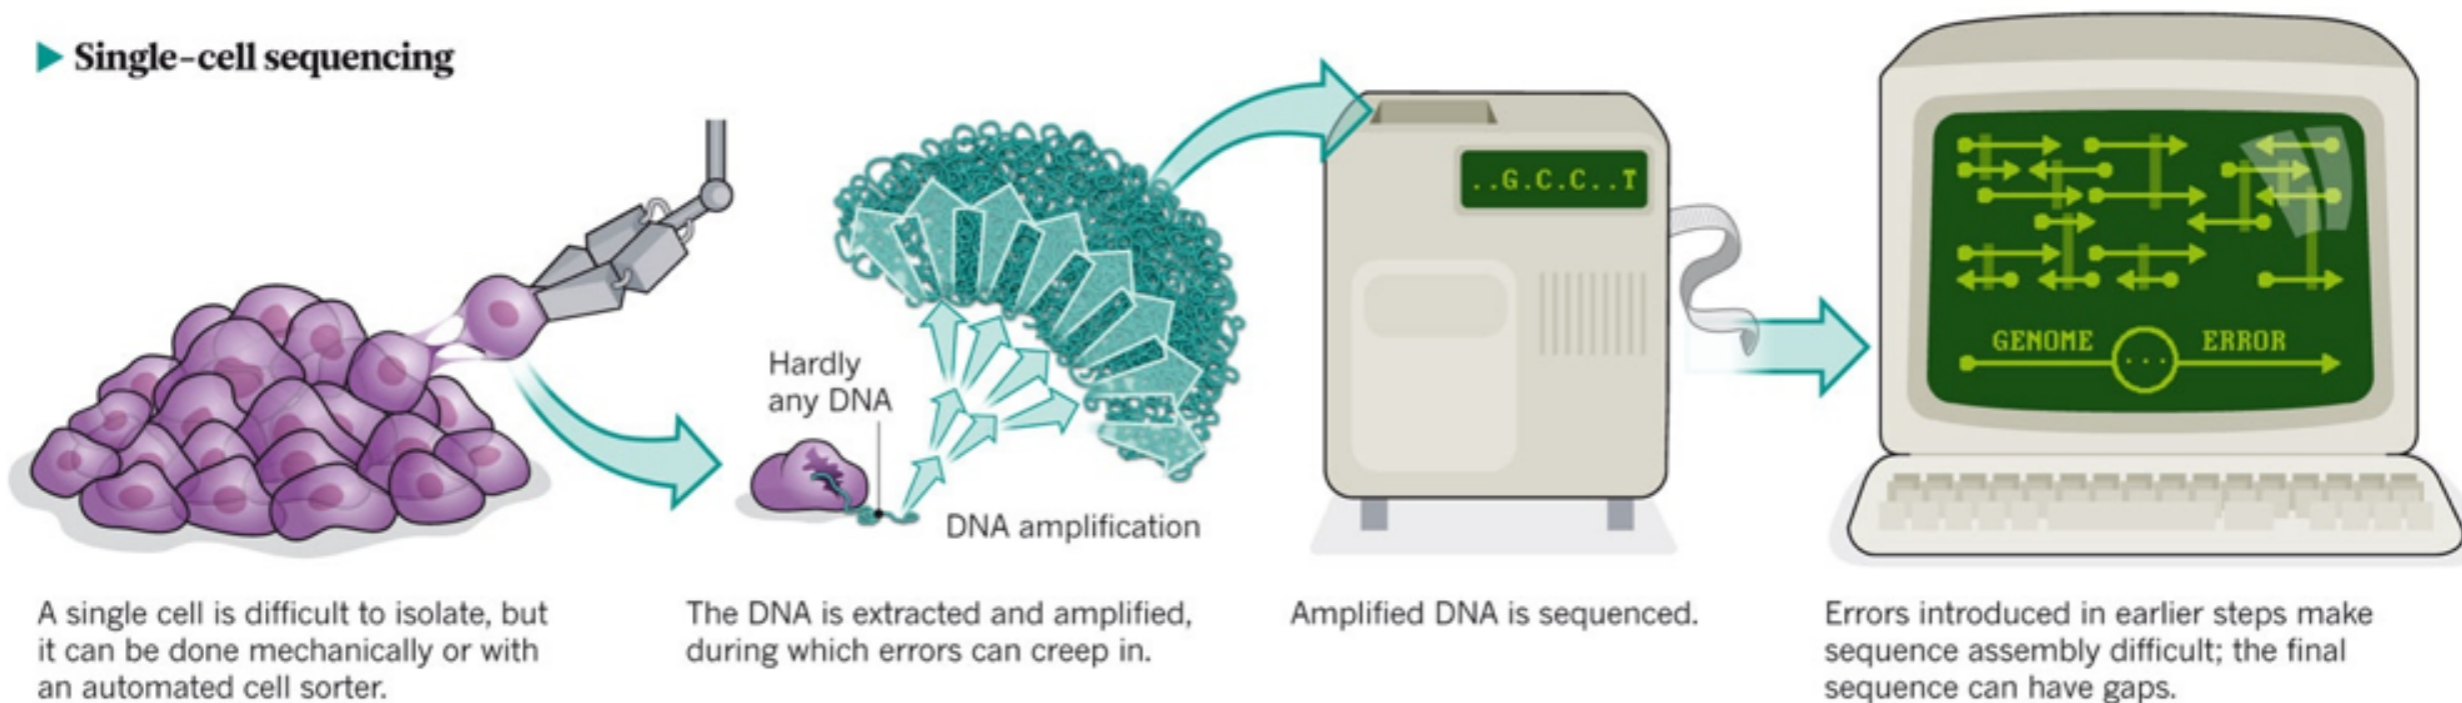 Single-cell sequencing
Hardly
any DNA
DNA amplification
..G.C.C..T
GENOME
ERROR
A single cell is difficult to isolate, but
it can be done mechanically or with
an automated cell sorter.
The DNA is extracted and amplified,
during which errors can creep in.
Amplified DNA is sequenced.
Errors introduced in earlier steps make
sequence assembly difficult; the final
sequence can have gaps.